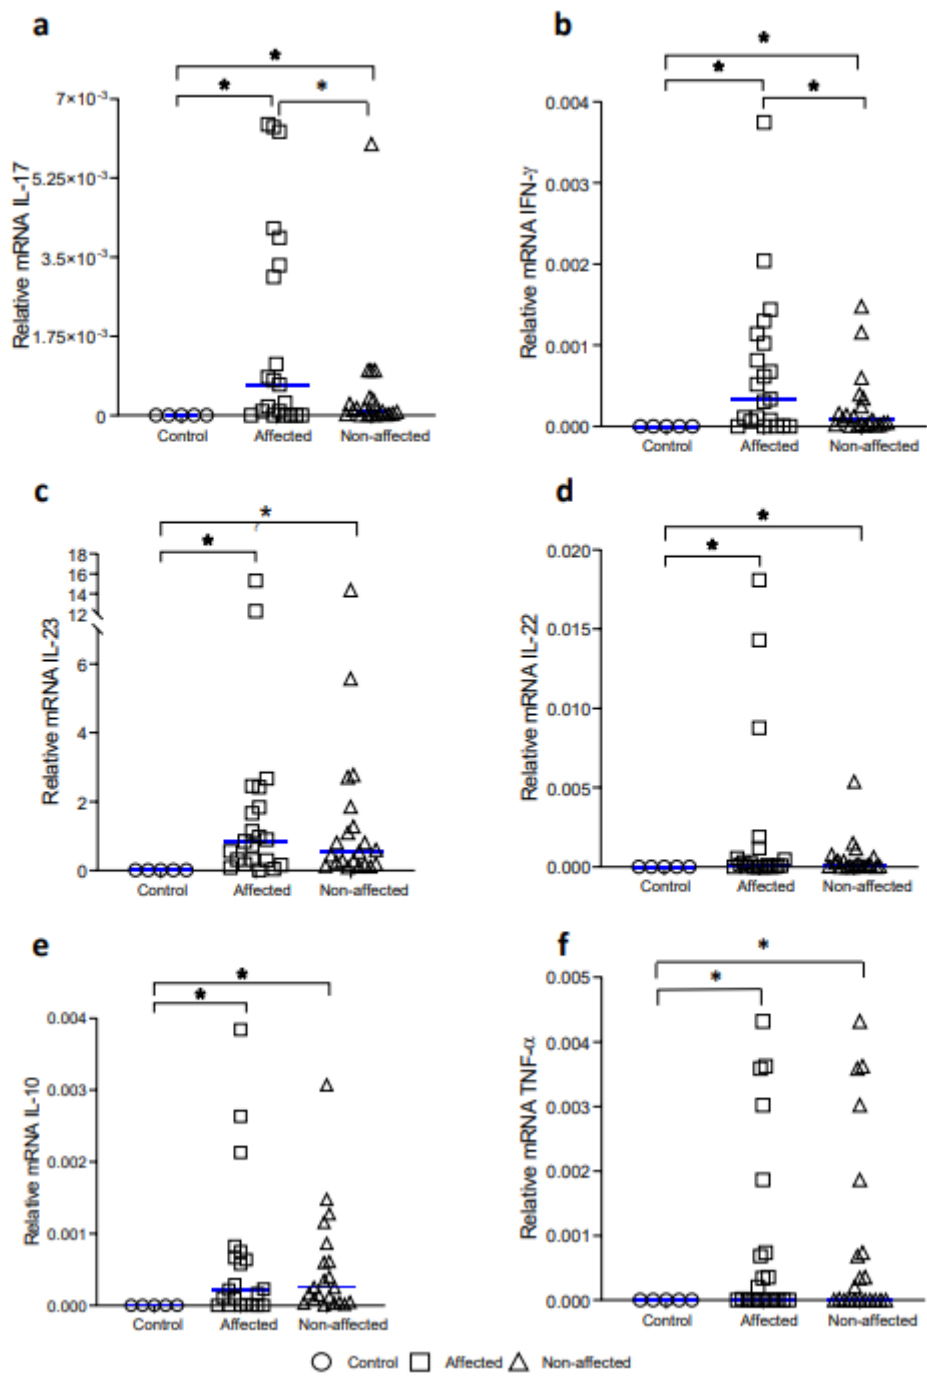 a
b
*
*
*
*
*
*
7×10⁻³
5.25×10⁻³
3.5×10⁻³
1.75×10⁻³
0
Relative mRNA IL-17
Control Affected Non-affected
0.004
0.003
0.002
0.001
0.000
Relative mRNA IFN-γ
Control Affected Non-affected
c
d
*
*
*
*
18
16
14
12
6
4
2
0
Relative mRNA IL-23
Control Affected Non-affected
0.020
0.015
0.010
0.005
0.000
Relative mRNA IL-22
Control Affected Non-affected
e
f
*
*
*
*
0.004
0.003
0.002
0.001
0.000
Relative mRNA IL-10
Control Affected Non-affected
0.005
0.004
0.003
0.002
0.001
0.000
Relative mRNA TNF-α
Control Affected Non-affected
Control Affected Non-affected